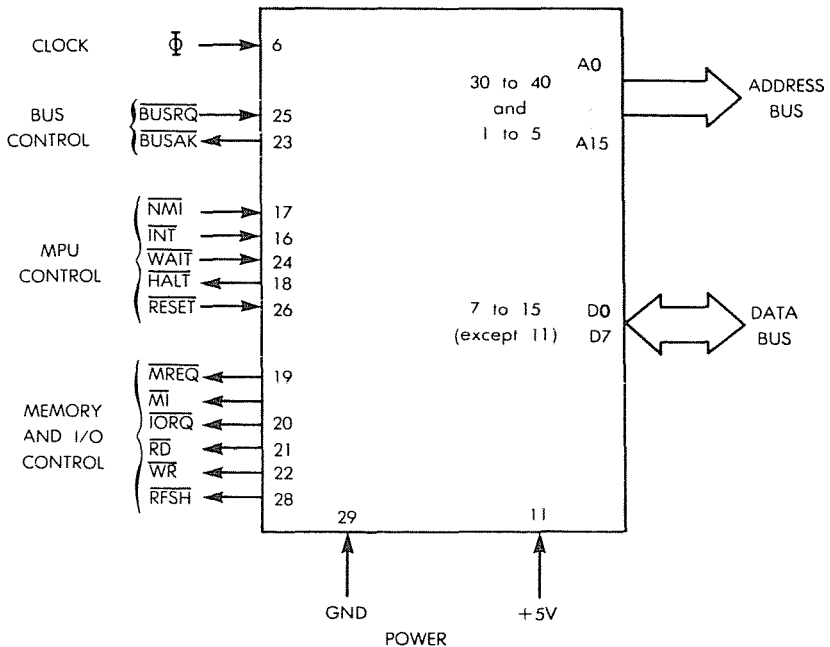 CLOCK Φ 6
BUS CONTROL
BUSRQ 25
BUSAK 23
MPU CONTROL
NMI 17
INT 16
WAIT 24
HALT 18
RESET 26
MEMORY AND I/O CONTROL
MREQ 19
MI
IORQ 20
RD 21
WR 22
RFSH 28
30 to 40
and
1 to 5
A0
A15
ADDRESS
BUS
7 to 15
(except 11)
D0
D7
DATA
BUS
29
11
GND
+5V
POWER